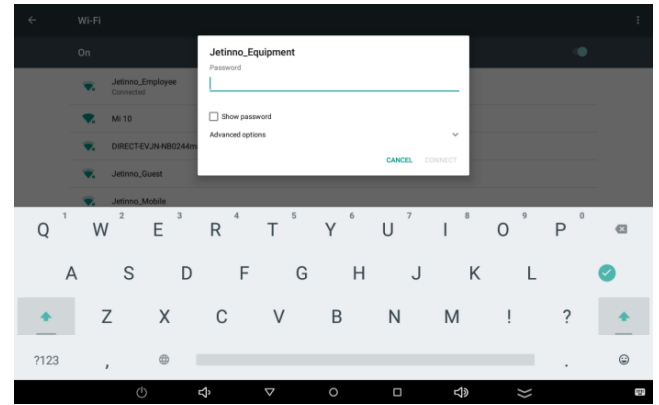 Wi-Fi
On
Jetinno_Employee
Connected
Mi 10
DIRECT-EVJN-NB0244m
Jetinno_Guest
Jetinno_Mobile
Jetinno_Equipment
Password
Show password
Advanced options
CANCEL CONNECT
Q 1 W 2 E 3 R 4 T 5 Y 6 U 7 I 8 O 9 P 0
A S D F G H J K L
Z X C V B N M ! ?
?123 , .